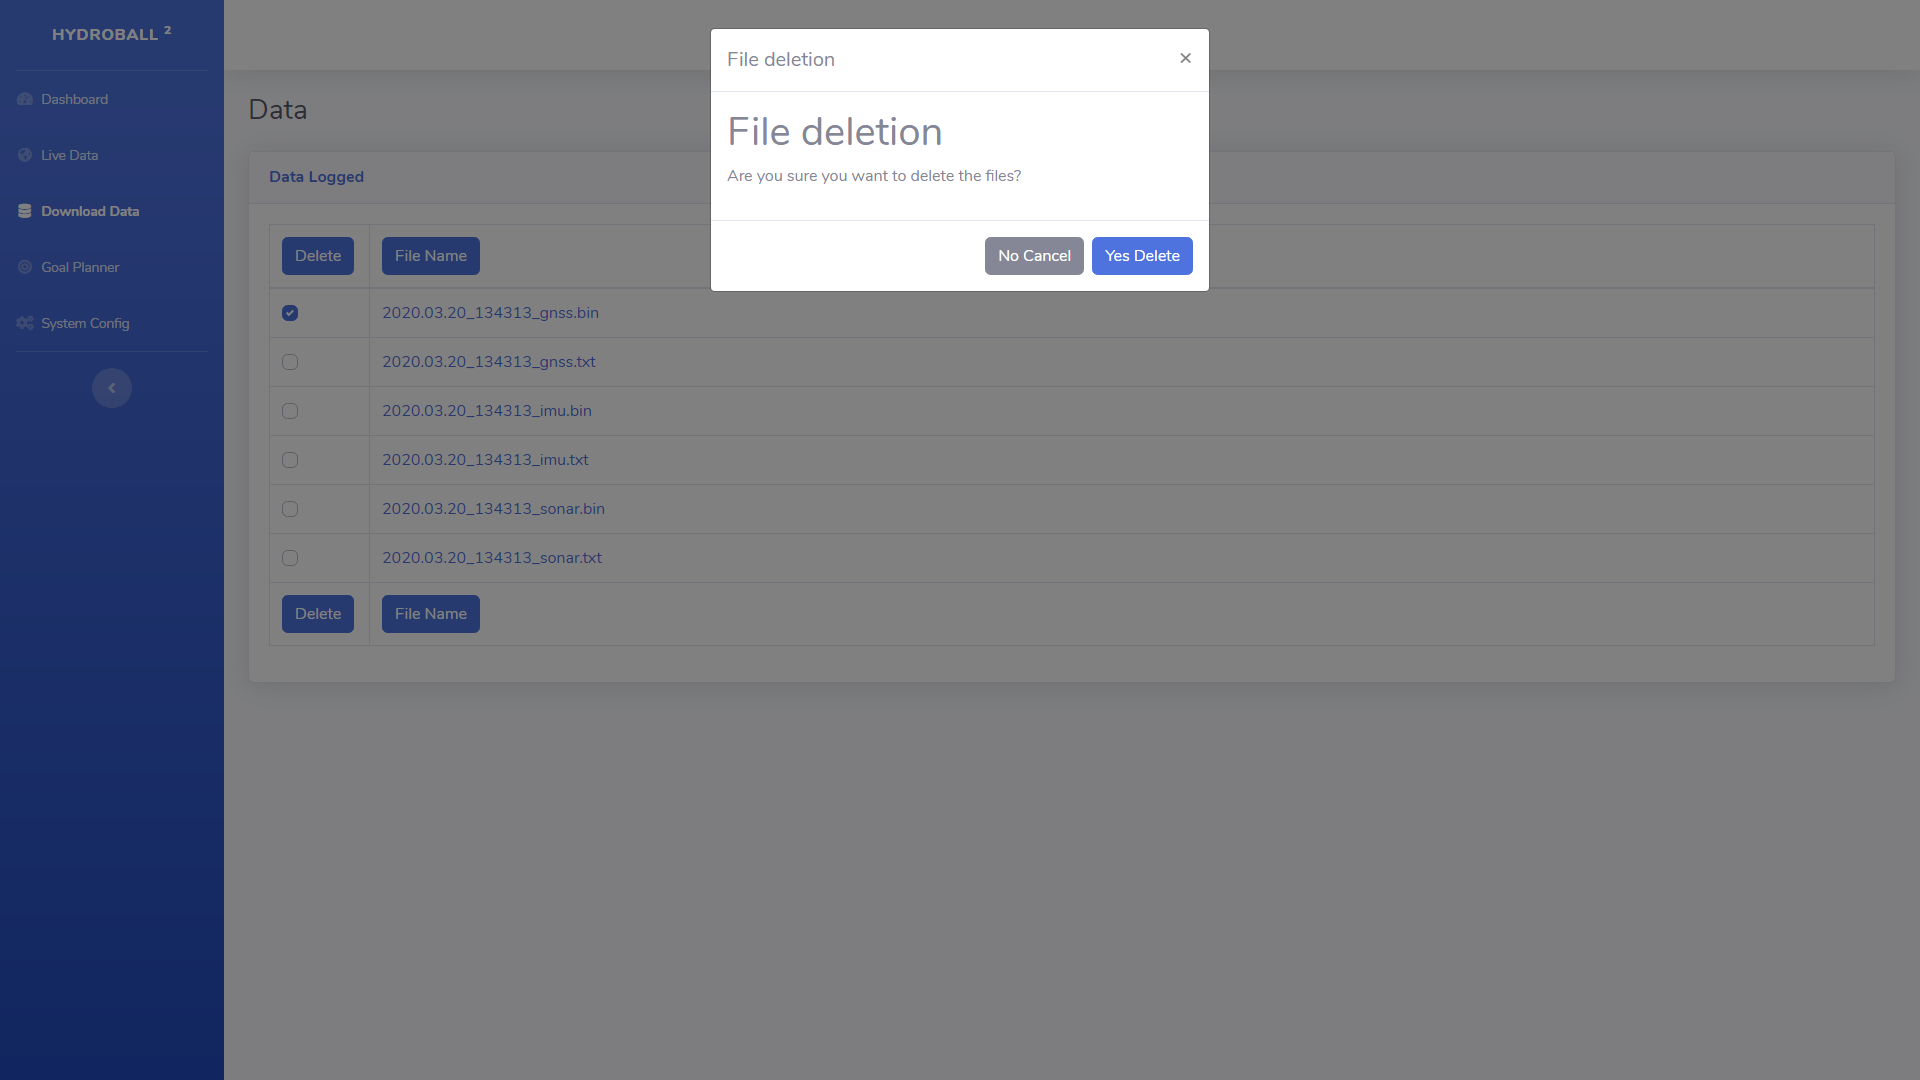 HYDROBALL 2
Dashboard
Live Data
Download Data
Goal Planner
System Config
File deletion ×
File deletion
Are you sure you want to delete the files?
No Cancel Yes Delete
Data
Data Logged
Delete File Name
2020.03.20_134313_gnss.bin
2020.03.20_134313_gnss.txt
2020.03.20_134313_imu.bin
2020.03.20_134313_imu.txt
2020.03.20_134313_sonar.bin
2020.03.20_134313_sonar.txt
Delete File Name